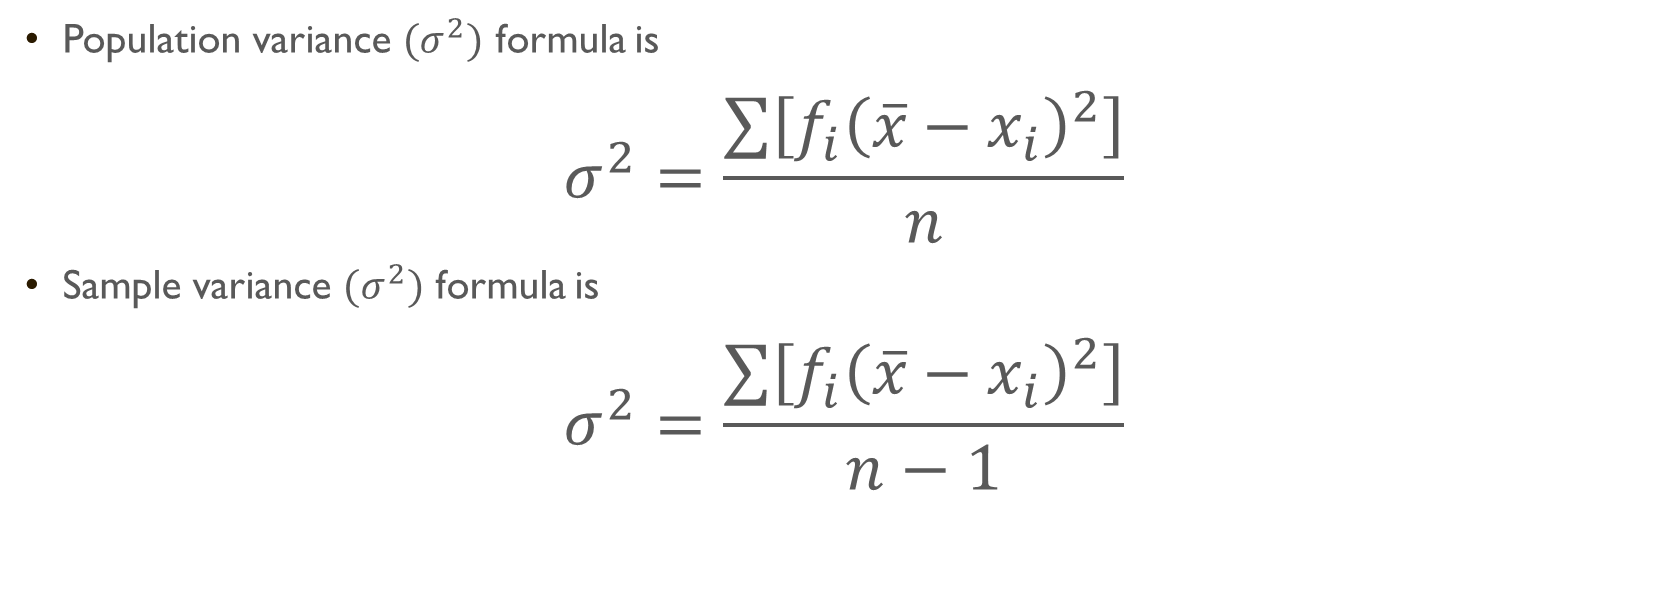 • Population variance (σ²) formula is
σ² = ∑[fᵢ(x̄ − xᵢ)²] / n
• Sample variance (σ²) formula is
σ² = ∑[fᵢ(x̄ − xᵢ)²] / n − 1